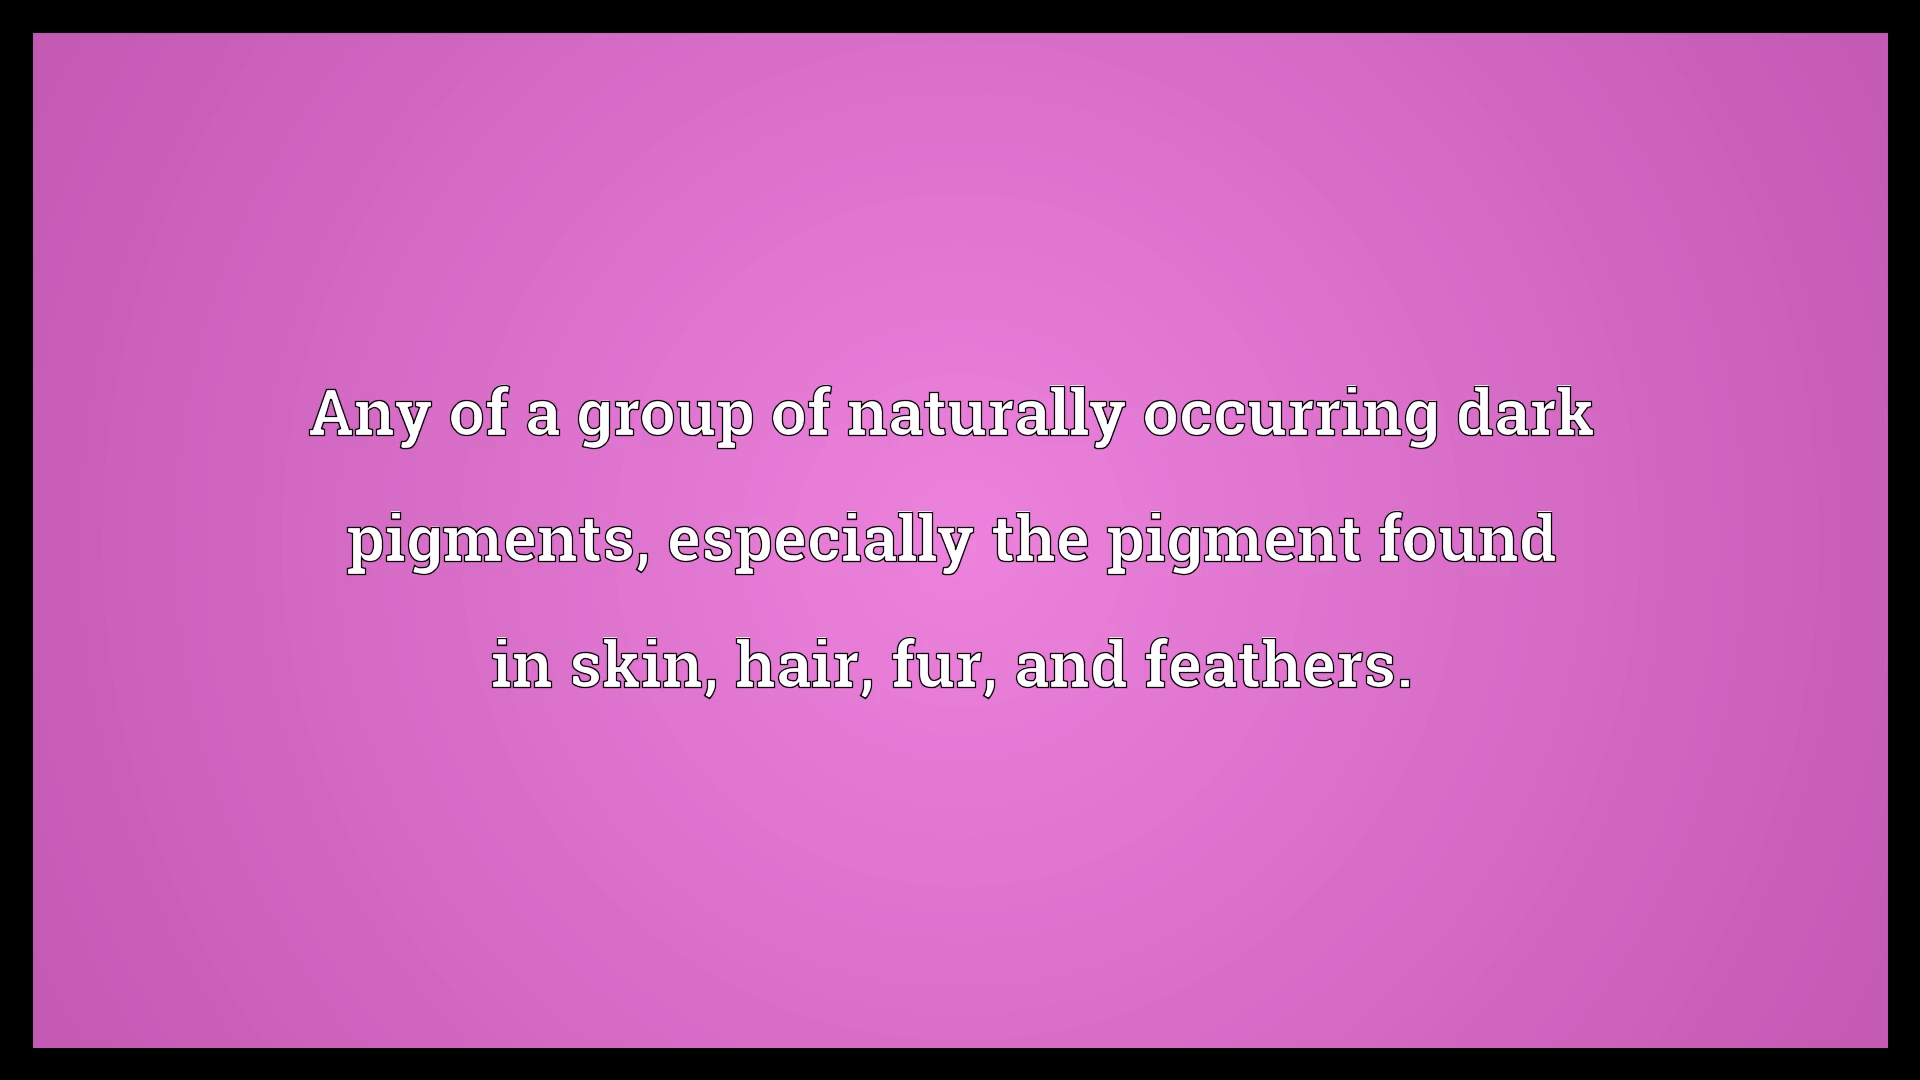 Any of a group of naturally occurring dark
pigments, especially the pigment found
in skin, hair, fur, and feathers.